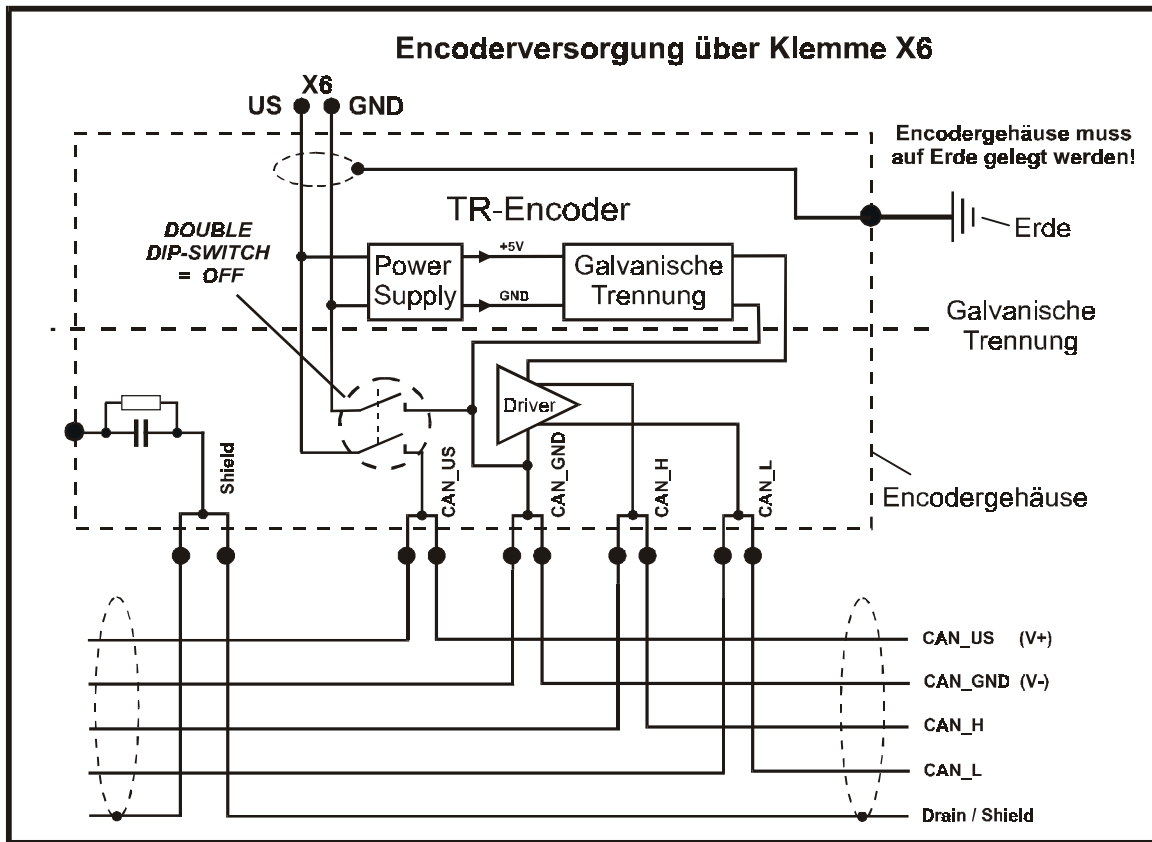 Encoderversorgung über Klemme X6
X6
US
GND
Encodergehäuse muss
auf Erde gelegt werden!
TR-Encoder
Erde
DOUBLE
DIP-SWITCH
= OFF
Power
Supply
+5V
GND
Galvanische
Trennung
Galvanische
Trennung
Driver
Shield
CAN_US
CAN_GND
CAN_H
CAN_L
Encodergehäuse
CAN_US (V+)
CAN_GND (V-)
CAN_H
CAN_L
Drain / Shield